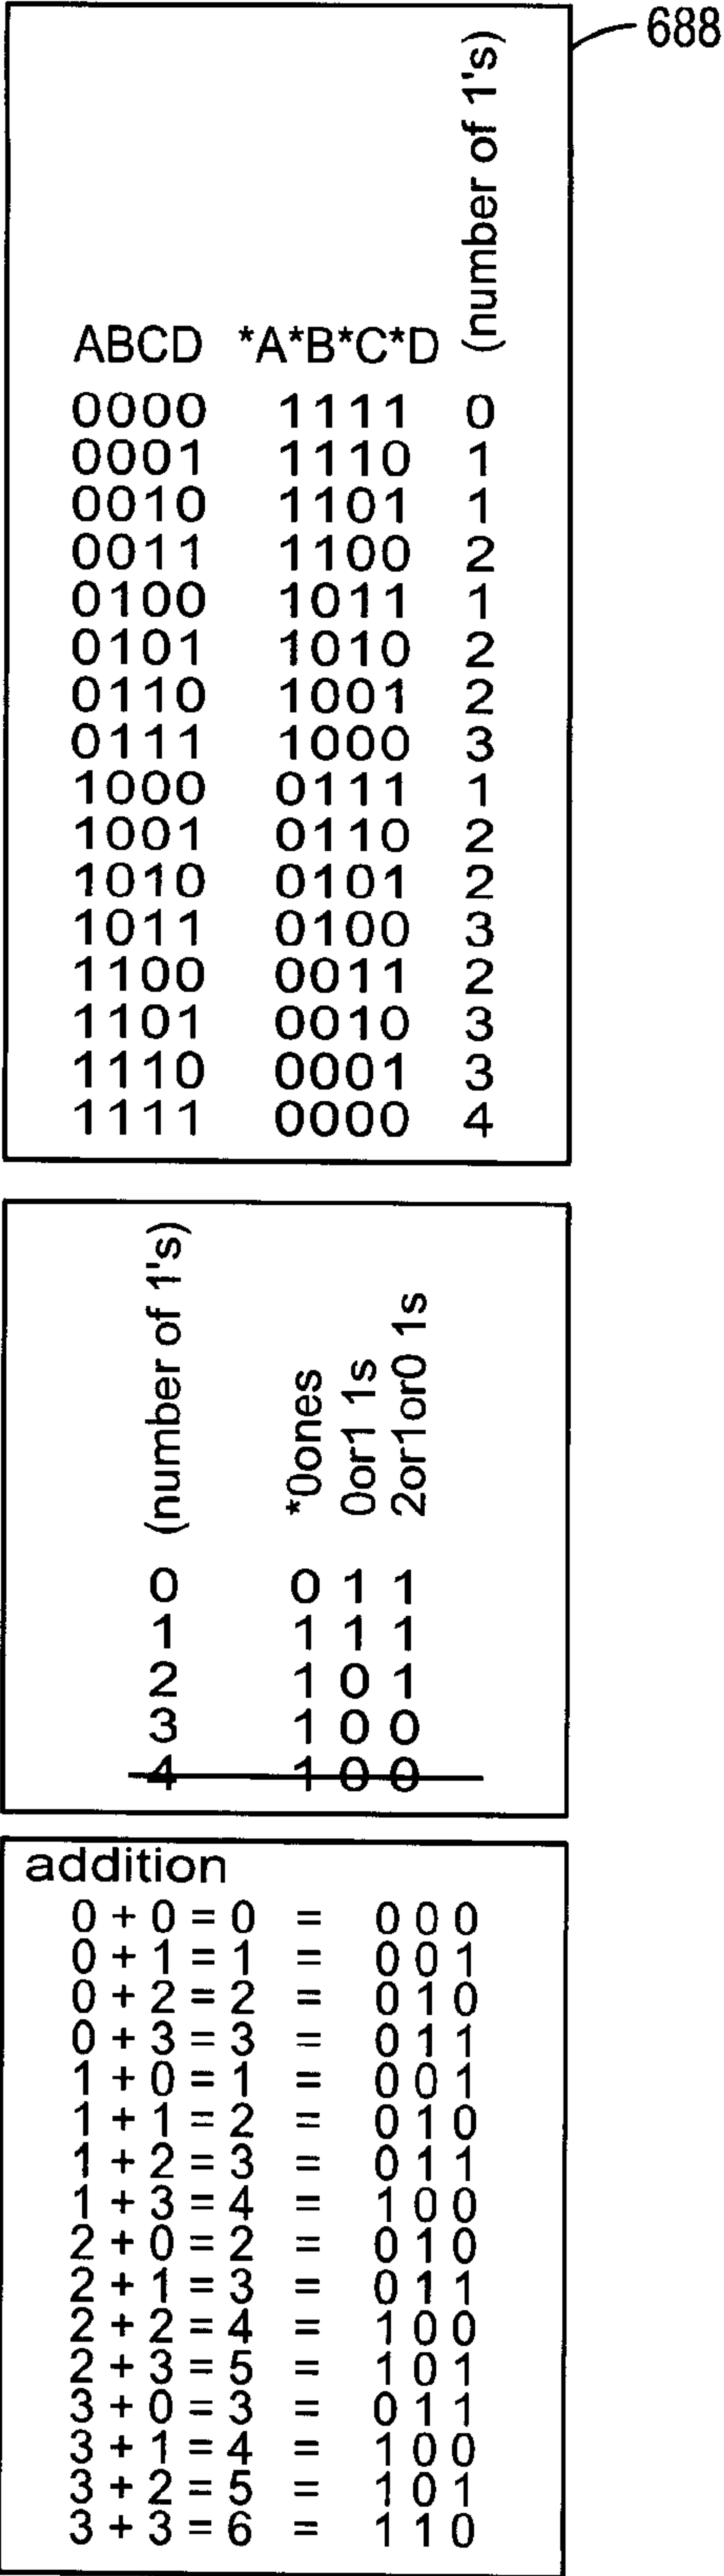 688
ABCD *A*B*C*D (number of 1's)
0000 1111 0
0001 1110 1
0010 1101 1
0011 1100 2
0100 1011 1
0101 1010 2
0110 1001 2
0111 1000 3
1000 0111 1
1001 0110 2
1010 0101 2
1011 0100 3
1100 0011 2
1101 0010 3
1110 0001 3
1111 0000 4
(number of 1's) *0ones 0or1 1s 2or1or0 1s
0 0 1 1
1 1 1 1
2 1 0 1
3 1 0 0
4 1 0 0
addition
0 + 0 = 0 = 0 0 0
0 + 1 = 1 = 0 0 1
0 + 2 = 2 = 0 1 0
0 + 3 = 3 = 0 1 1
1 + 0 = 1 = 0 0 1
1 + 1 = 2 = 0 1 0
1 + 2 = 3 = 0 1 1
1 + 3 = 4 = 1 0 0
2 + 0 = 2 = 0 1 0
2 + 1 = 3 = 0 1 1
2 + 2 = 4 = 1 0 0
2 + 3 = 5 = 1 0 1
3 + 0 = 3 = 0 1 1
3 + 1 = 4 = 1 0 0
3 + 2 = 5 = 1 0 1
3 + 3 = 6 = 1 1 0